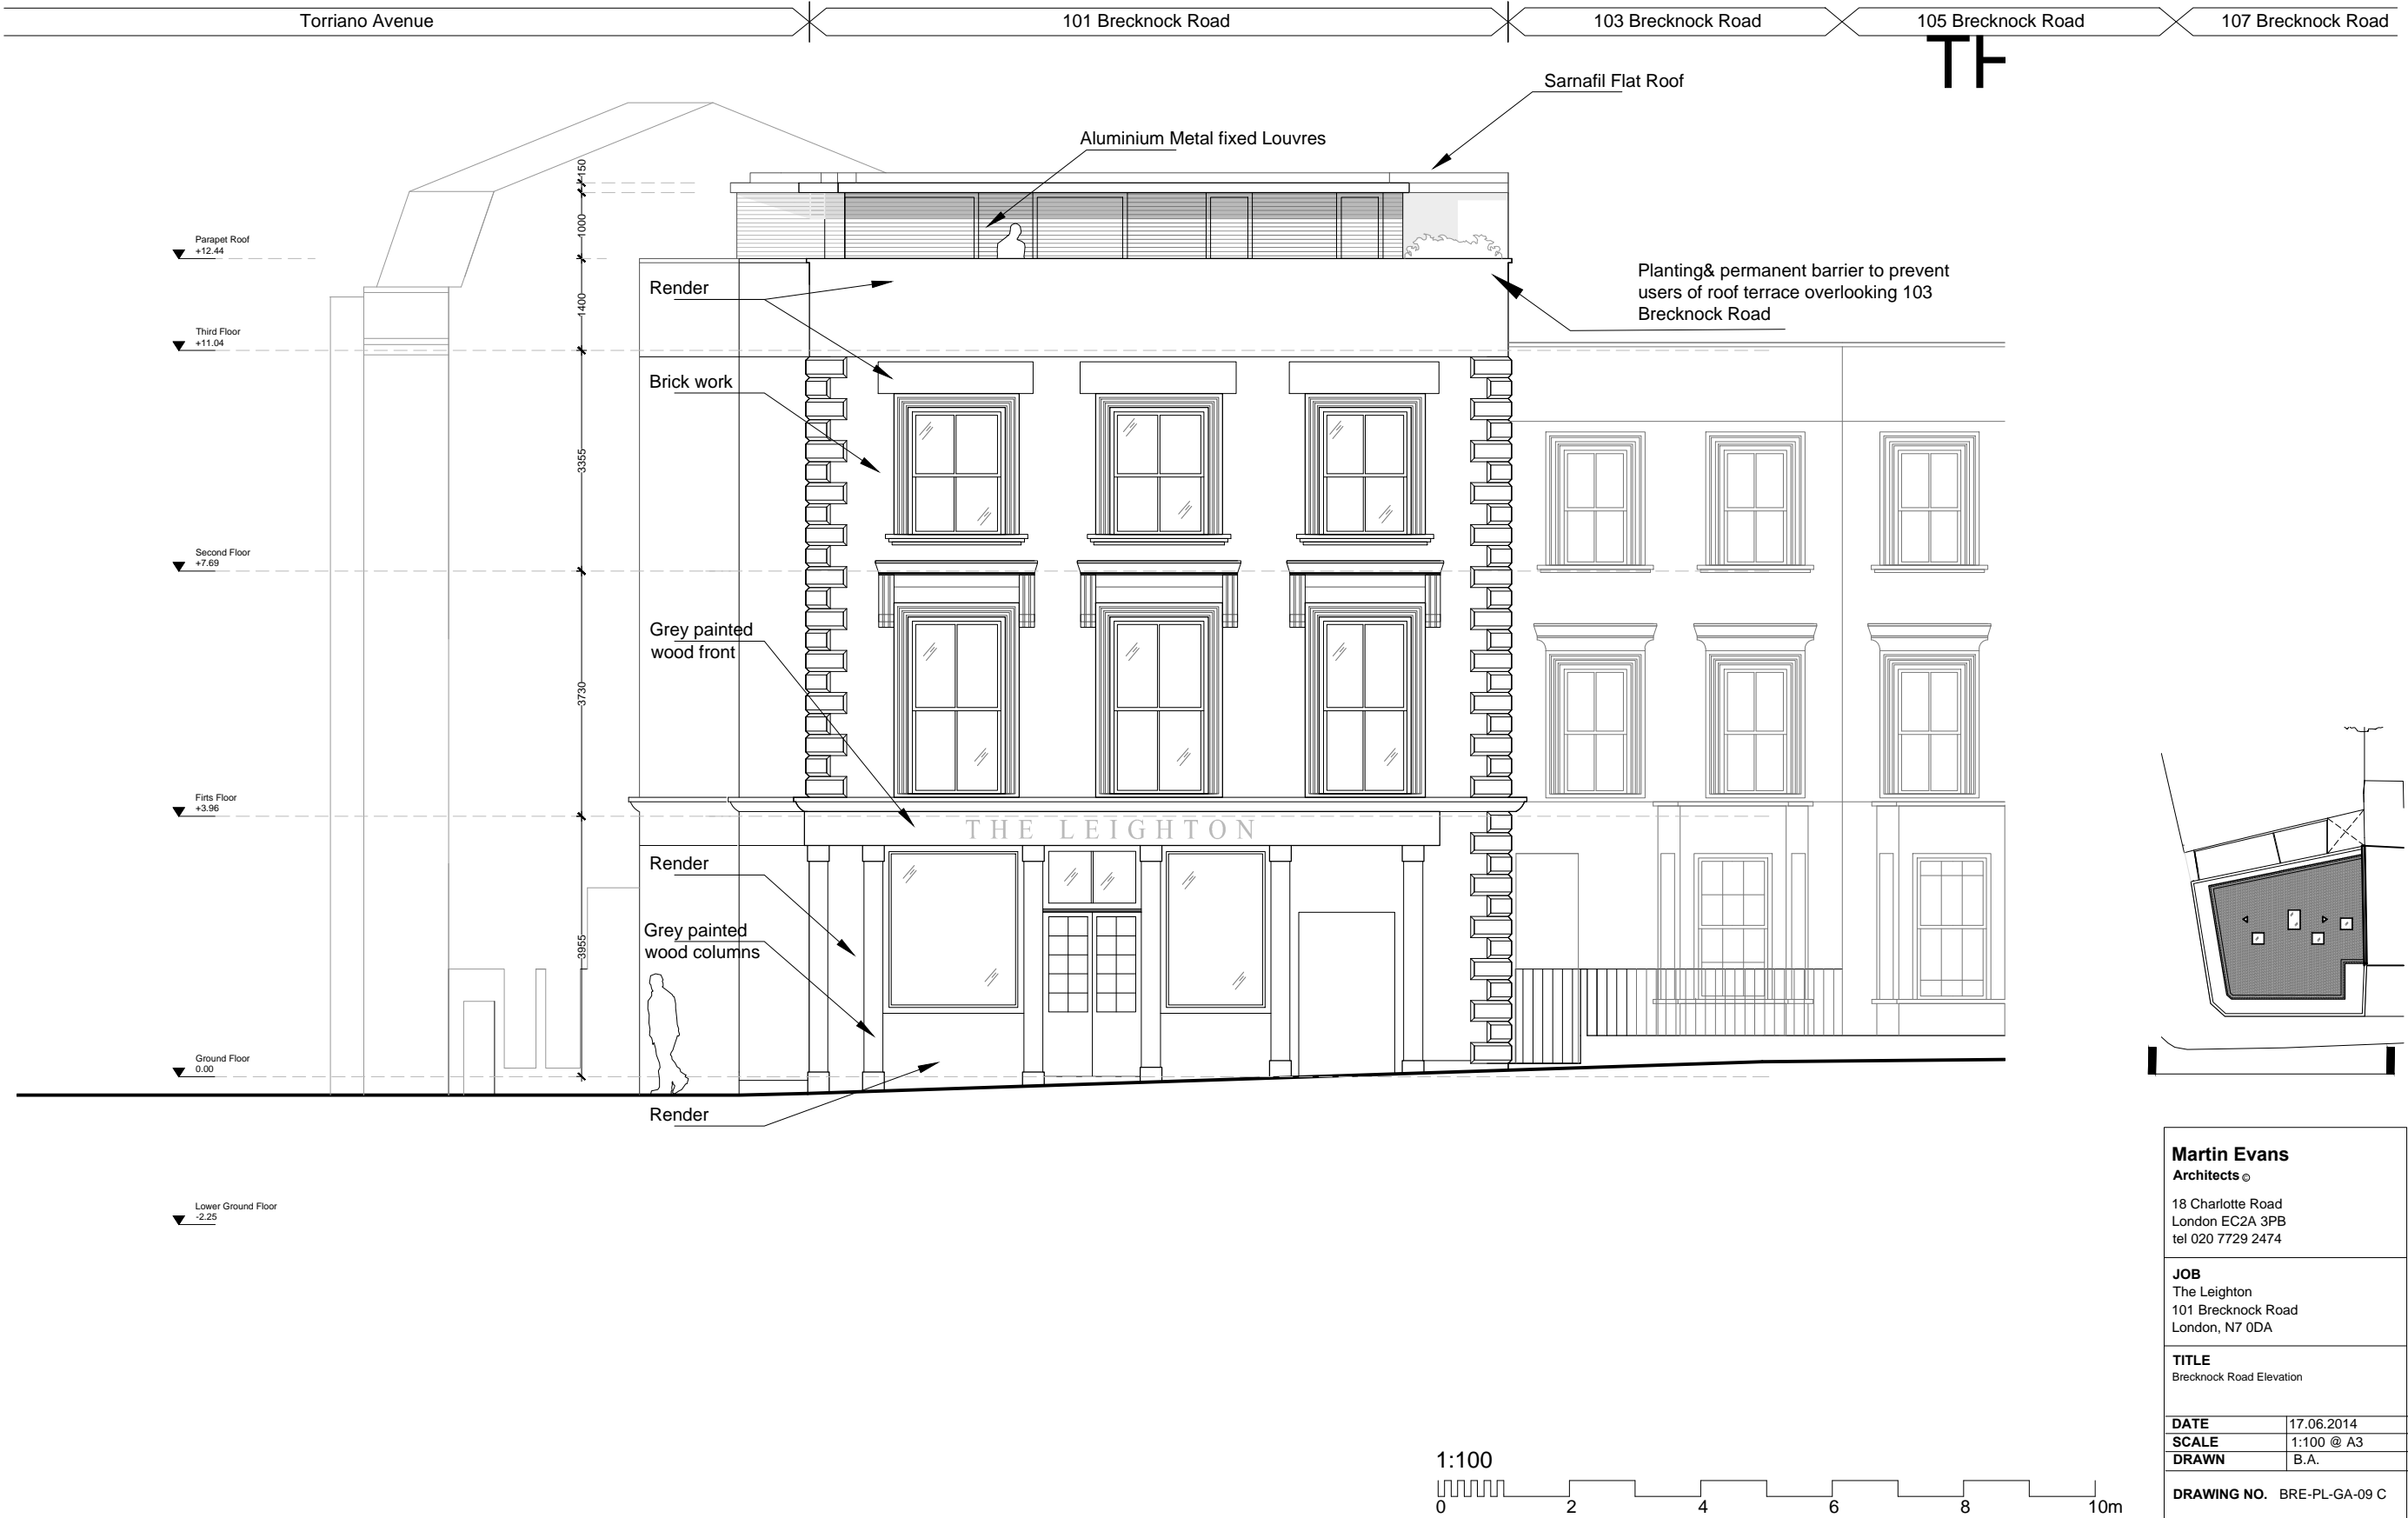 Torriano Avenue
101 Brecknock Road
103 Brecknock Road
105 Brecknock Road
107 Brecknock Road
TH
Sarnafil Flat Roof
Aluminium Metal fixed Louvres
150
1000
Parapet Roof
+12.44
Render
Planting& permanent barrier to prevent
users of roof terrace overlooking 103
Brecknock Road
1400
Third Floor
+11.04
Brick work
3355
Second Floor
+7.69
Grey painted
wood front
3730
Firts Floor
+3.96
THE LEIGHTON
Render
Grey painted
wood columns
3955
Ground Floor
0.00
Render
Lower Ground Floor
-2.25
Martin Evans
Architects ©
18 Charlotte Road
London EC2A 3PB
tel 020 7729 2474
JOB
The Leighton
101 Brecknock Road
London, N7 0DA
TITLE
Brecknock Road Elevation
DATE 17.06.2014
SCALE 1:100 @ A3
DRAWN B.A.
DRAWING NO. BRE-PL-GA-09 C
1:100
0 2 4 6 8 10m